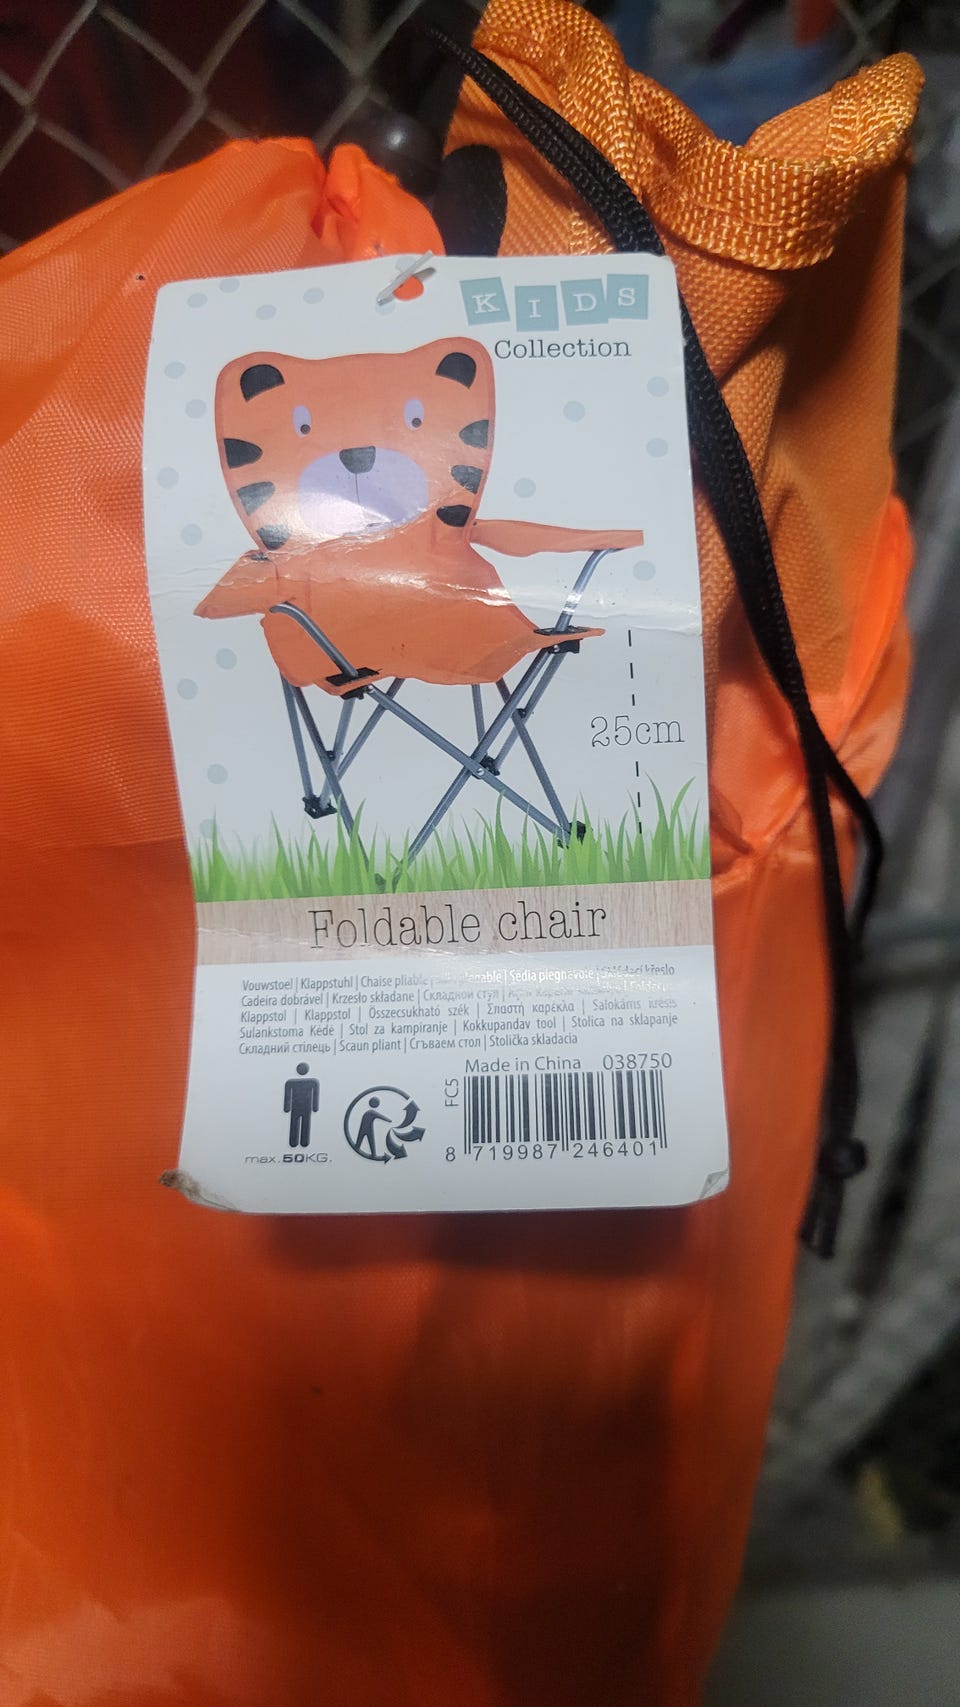 KIDS
Collection
25cm
Foldable chair
Vouwstoel | Klappstuhl | Chaise pliable | Sedia pieghevole | křeslo
Cadeira dobrável | Krzesło składane | Складной стул |
Klappstol | Klappstol | Összecsukható szék | Σπαστή καρέκλα | Salokāms krēsls
Sulankstoma Kėdė | Stol za kampiranje | Kokkupandav tool | Stolica na sklapanje
Складний стілець | Scaun pliant | Сгъваем стол | Stolička skladacia
Made in China 038750
FC5
max. 50KG.
8 719987 246401